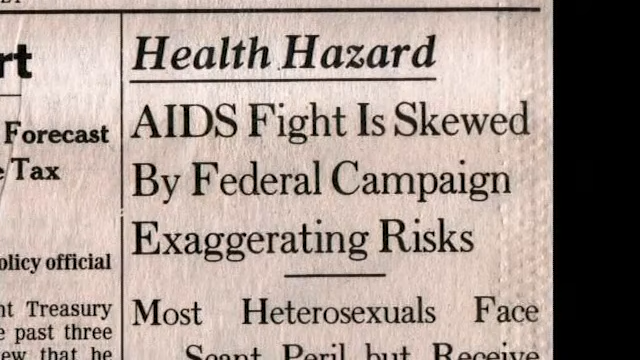 rt
Forecast
Tax
olicy official
nt Treasury
e past three
ew that he
Health Hazard
AIDS Fight Is Skewed
By Federal Campaign
Exaggerating Risks
Most Heterosexuals Face
Scant Peril but Receive